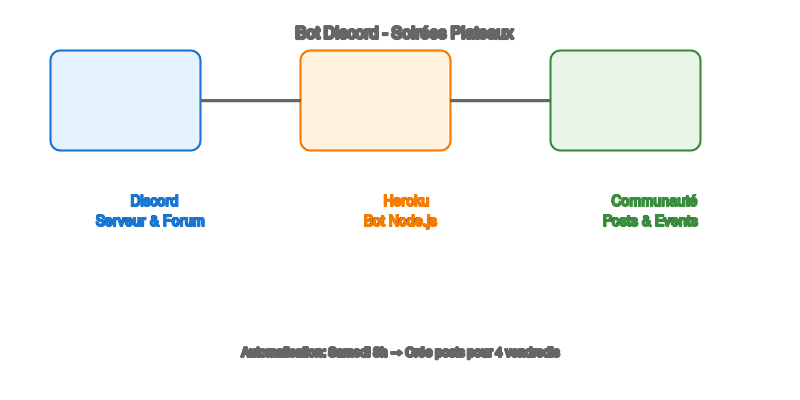 Bot Discord - Soirées Plateaux
Discord
Serveur & Forum
Heroku
Bot Node.js
Communauté
Posts & Events
Automatisation: Samedi 9h → Crée posts pour 4 vendredis